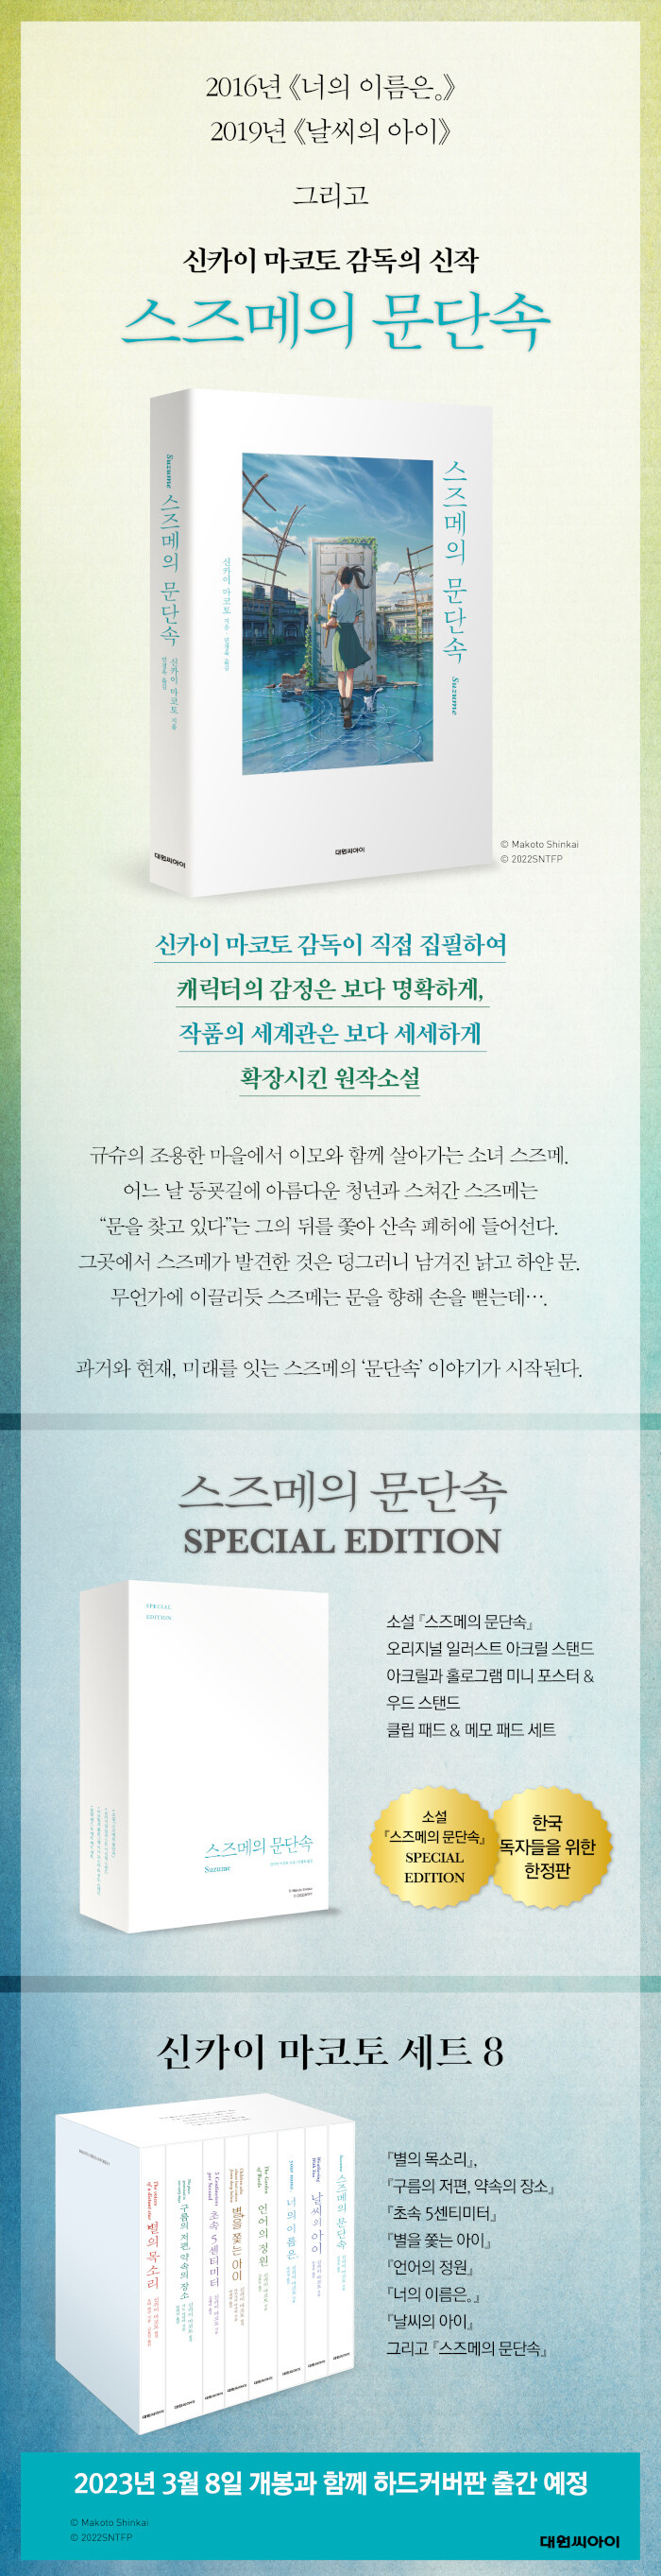 2016년 《너의 이름은。》
2019년 《날씨의 아이》
그리고
신카이 마코토 감독의 신작
스즈메의 문단속
Suzume 스즈메의 문단속
신카이 마코토 지음
민경욱 옮김
대원씨아이
스즈메의 문단속 Suzume
신카이 마코토 지음 · 민경욱 옮김
대원씨아이
© Makoto Shinkai
© 2022SNTFP
신카이 마코토 감독이 직접 집필하여
캐릭터의 감정은 보다 명확하게,
작품의 세계관은 보다 세세하게
확장시킨 원작소설
규슈의 조용한 마을에서 이모와 함께 살아가는 소녀 스즈메.
어느 날 등굣길에 아름다운 청년과 스쳐간 스즈메는
“문을 찾고 있다”는 그의 뒤를 쫓아 산속 폐허에 들어선다.
그곳에서 스즈메가 발견한 것은 덩그러니 남겨진 낡고 하얀 문.
무언가에 이끌리듯 스즈메는 문을 향해 손을 뻗는데….
과거와 현재, 미래를 잇는 스즈메의 ‘문단속’ 이야기가 시작된다.
스즈메의 문단속
SPECIAL EDITION
SPECIAL
EDITION
스즈메의 문단속
Suzume
소설 『스즈메의 문단속』
오리지널 일러스트 아크릴 스탠드
아크릴과 홀로그램 미니 포스터 &
우드 스탠드
클립 패드 & 메모 패드 세트
소설
『스즈메의 문단속』
SPECIAL
EDITION
한국
독자들을 위한
한정판
신카이 마코토 세트 8
별의 목소리
구름의 저편, 약속의 장소
초속 5센티미터
별을 쫓는 아이
언어의 정원
너의 이름은。
날씨의 아이
스즈메의 문단속
『별의 목소리』,
『구름의 저편, 약속의 장소』
『초속 5센티미터』
『별을 쫓는 아이』
『언어의 정원』
『너의 이름은。』
『날씨의 아이』
그리고 『스즈메의 문단속』
2023년 3월 8일 개봉과 함께 하드커버판 출간 예정
© Makoto Shinkai
© 2022SNTFP
대원씨아이